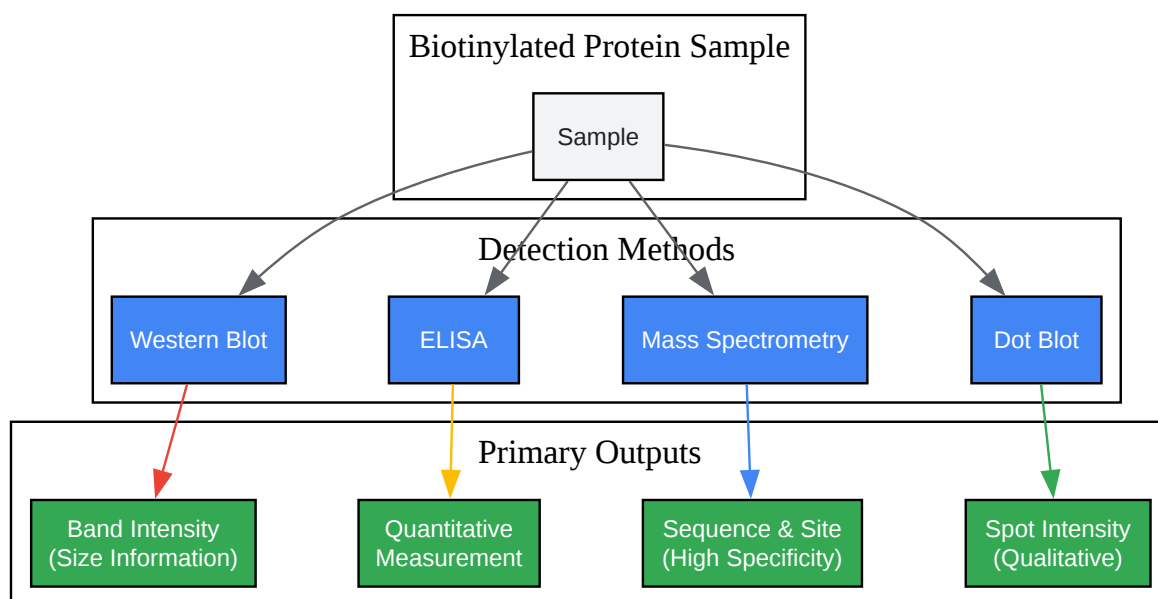 Biotinylated Protein Sample
Sample
Detection Methods
Western Blot
ELISA
Mass Spectrometry
Dot Blot
Primary Outputs
Band Intensity
(Size Information)
Quantitative
Measurement
Sequence & Site
(High Specificity)
Spot Intensity
(Qualitative)